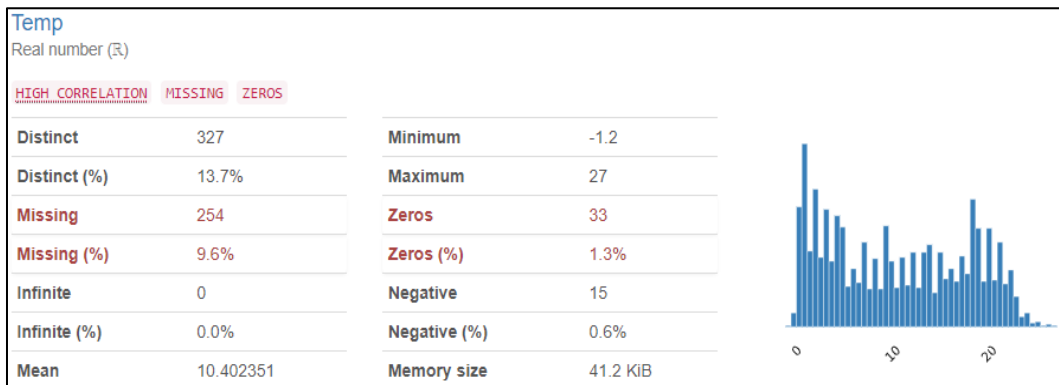 Temp
Real number (ℝ)
HIGH CORRELATION MISSING ZEROS
Distinct 327
Distinct (%) 13.7%
Missing 254
Missing (%) 9.6%
Infinite 0
Infinite (%) 0.0%
Mean 10.402351
Minimum -1.2
Maximum 27
Zeros 33
Zeros (%) 1.3%
Negative 15
Negative (%) 0.6%
Memory size 41.2 KiB
0 10 20